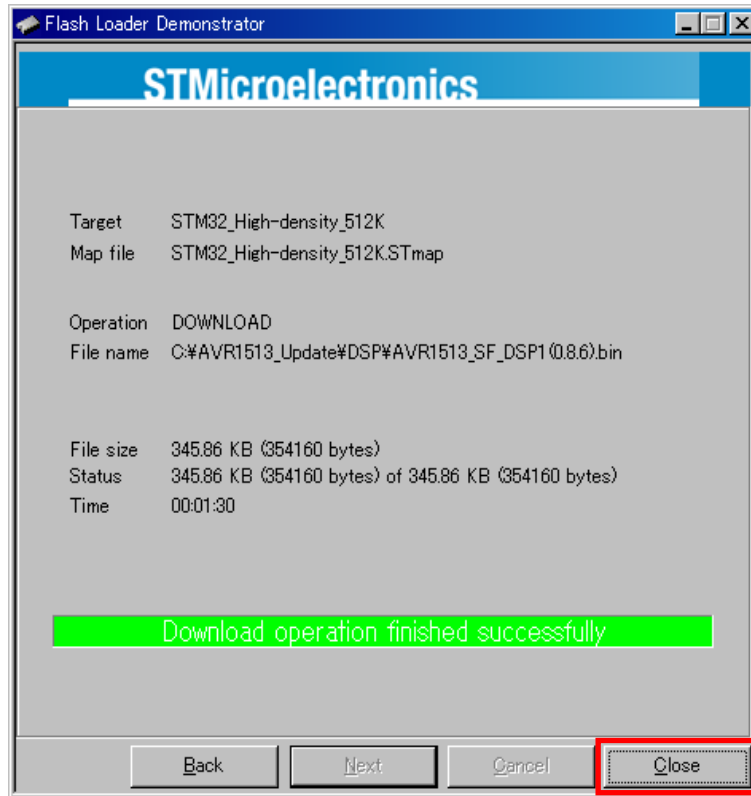 Flash Loader Demonstrator
STMicroelectronics
Target STM32_High-density_512K
Map file STM32_High-density_512K.STmap
Operation DOWNLOAD
File name C:¥AVR1513_Update¥DSP¥AVR1513_SF_DSP1(0.8.6).bin
File size 345.86 KB (354160 bytes)
Status 345.86 KB (354160 bytes) of 345.86 KB (354160 bytes)
Time 00:01:30
Download operation finished successfully
Back Next Cancel Close